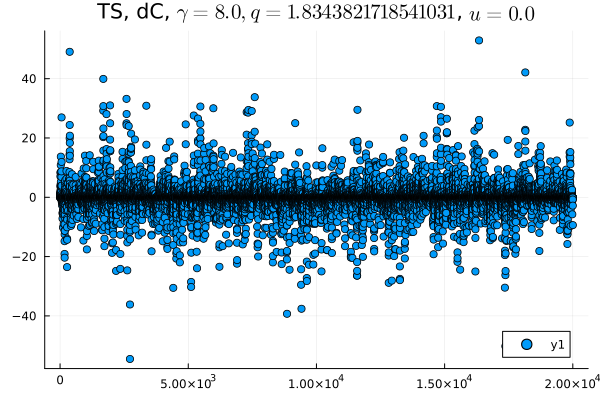 TS, dC, γ = 8.0, q = 1.8343821718541031, u = 0.0
40
20
0
−20
−40
y1
0 5.00×10³ 1.00×10⁴ 1.50×10⁴ 2.00×10⁴